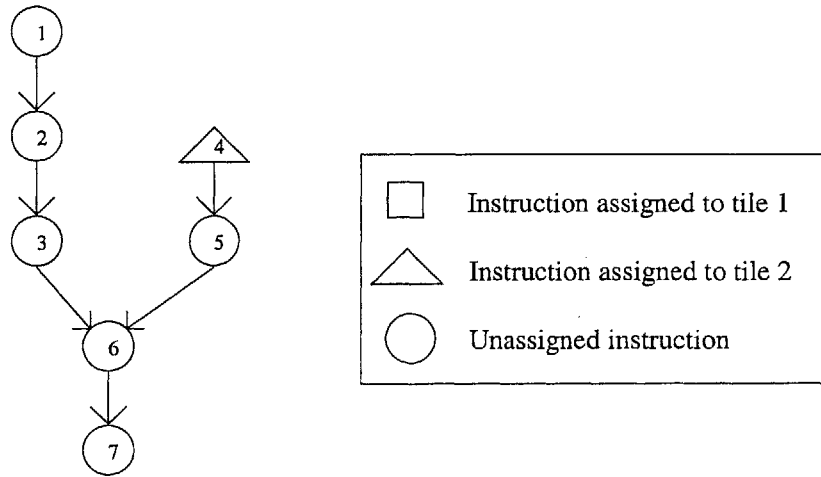 1
2
4
3
5
6
7
Instruction assigned to tile 1
Instruction assigned to tile 2
Unassigned instruction